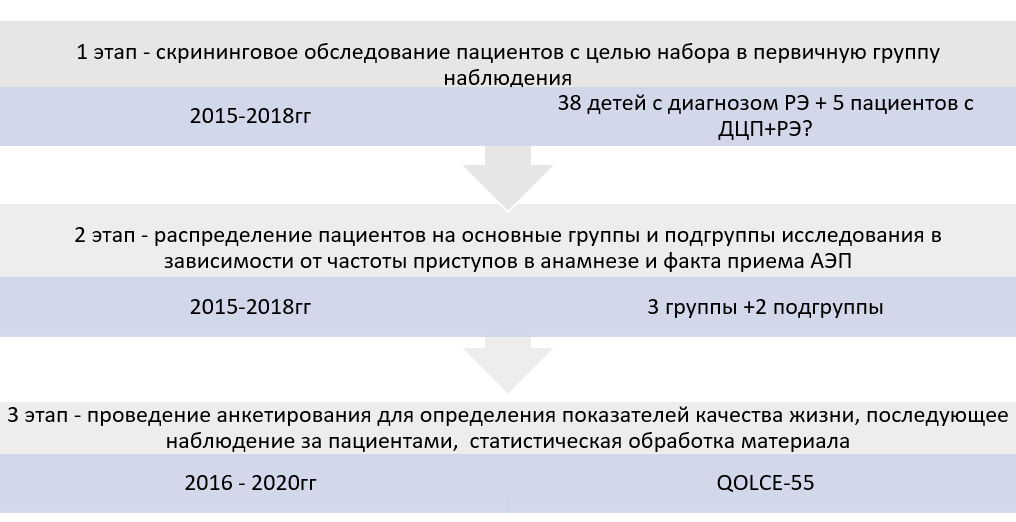 1 этап - скрининговое обследование пациентов с целью набора в первичную группу
наблюдения
2015-2018гг
38 детей с диагнозом РЭ + 5 пациентов с
ДЦП+РЭ?
2 этап - распределение пациентов на основные группы и подгруппы исследования в
зависимости от частоты приступов в анамнезе и факта приема АЭП
2015-2018гг
3 группы +2 подгруппы
3 этап - проведение анкетирования для определения показателей качества жизни, последующее
наблюдение за пациентами,  статистическая обработка материала
2016 - 2020гг
QOLCE-55